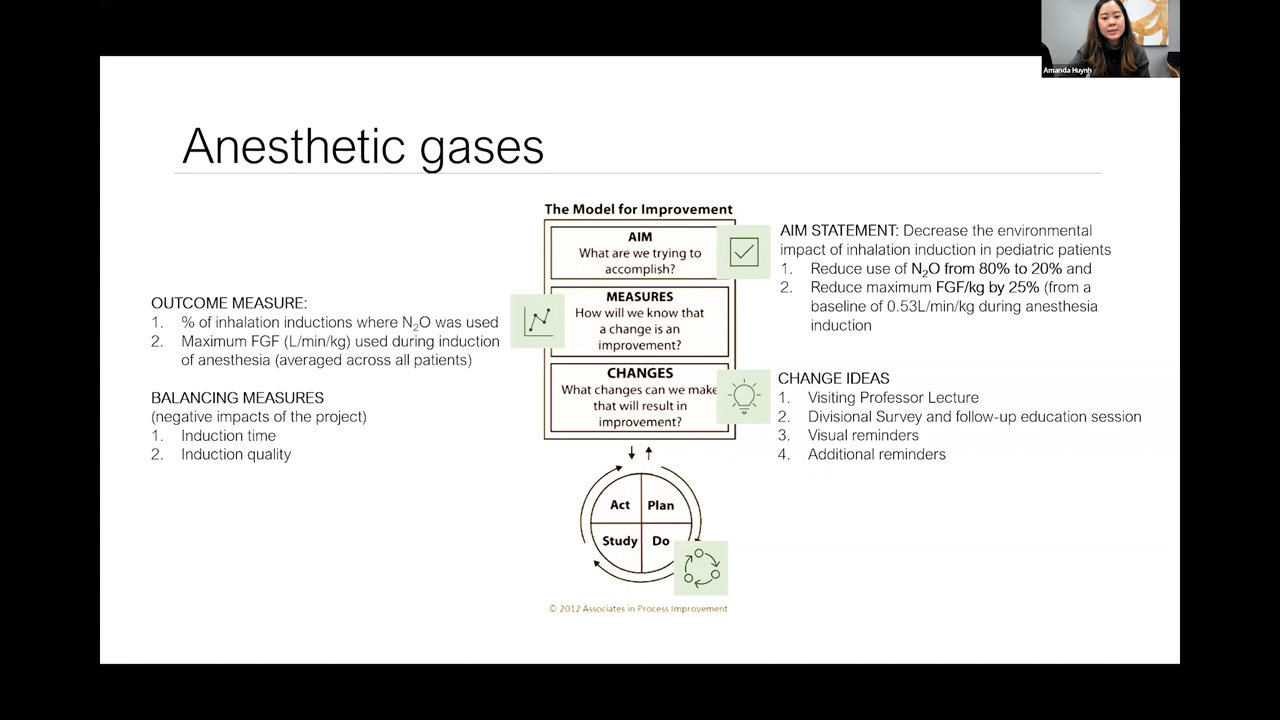 Amanda Huynh
Anesthetic gases
OUTCOME MEASURE:
1. % of inhalation inductions where N₂O was used
2. Maximum FGF (L/min/kg) used during induction
of anesthesia (averaged across all patients)
BALANCING MEASURES
(negative impacts of the project)
1. Induction time
2. Induction quality
The Model for Improvement
AIM
What are we trying to
accomplish?
MEASURES
How will we know that
a change is an
improvement?
CHANGES
What changes can we make
that will result in
improvement?
Act
Plan
Study
Do
© 2012 Associates in Process Improvement
AIM STATEMENT: Decrease the environmental
impact of inhalation induction in pediatric patients
1. Reduce use of N₂O from 80% to 20% and
2. Reduce maximum FGF/kg by 25% (from a
baseline of 0.53L/min/kg during anesthesia
induction
CHANGE IDEAS
1. Visiting Professor Lecture
2. Divisional Survey and follow-up education session
3. Visual reminders
4. Additional reminders